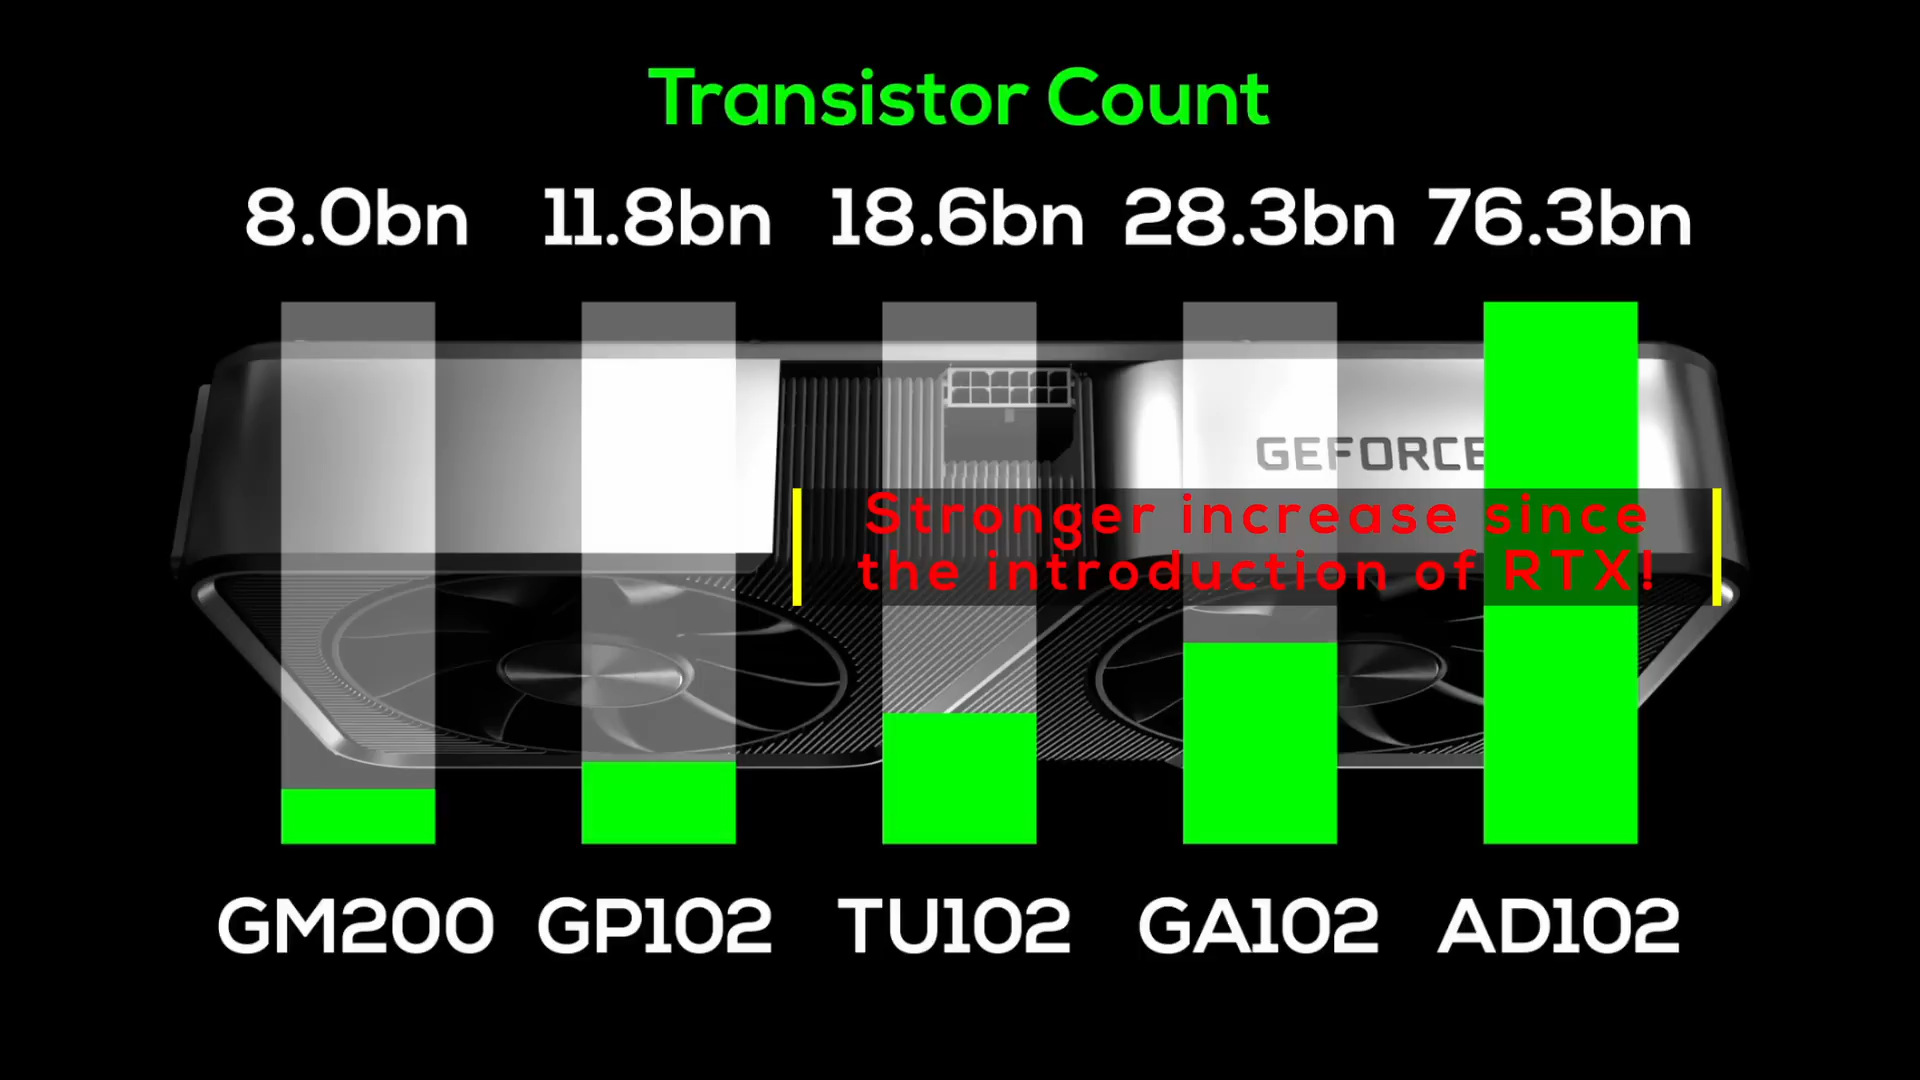 Transistor Count
8.0bn 11.8bn 18.6bn 28.3bn 76.3bn
GEFORCE
Stronger increase since
the introduction of RTX!
GM200 GP102 TU102 GA102 AD102